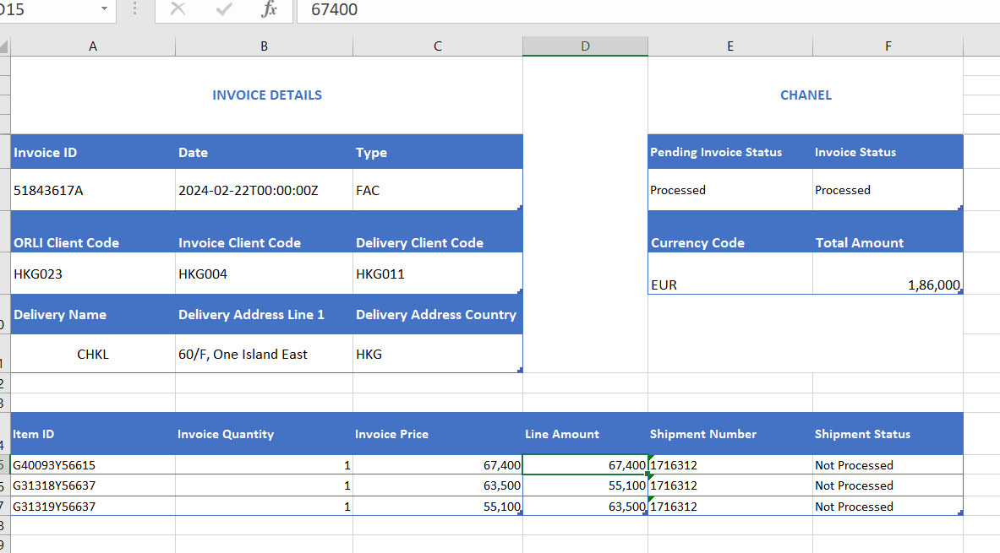 D15 fx 67400
A B C D E F
INVOICE DETAILS CHANEL
Invoice ID Date Type Pending Invoice Status Invoice Status
51843617A 2024-02-22T00:00:00Z FAC Processed Processed
ORLI Client Code Invoice Client Code Delivery Client Code Currency Code Total Amount
HKG023 HKG004 HKG011 EUR 1,86,000
Delivery Name Delivery Address Line 1 Delivery Address Country
CHKL 60/F, One Island East HKG
Item ID Invoice Quantity Invoice Price Line Amount Shipment Number Shipment Status
G40093Y56615 1 67,400 67,400 1716312 Not Processed
G31318Y56637 1 63,500 55,100 1716312 Not Processed
G31319Y56637 1 55,100 63,500 1716312 Not Processed